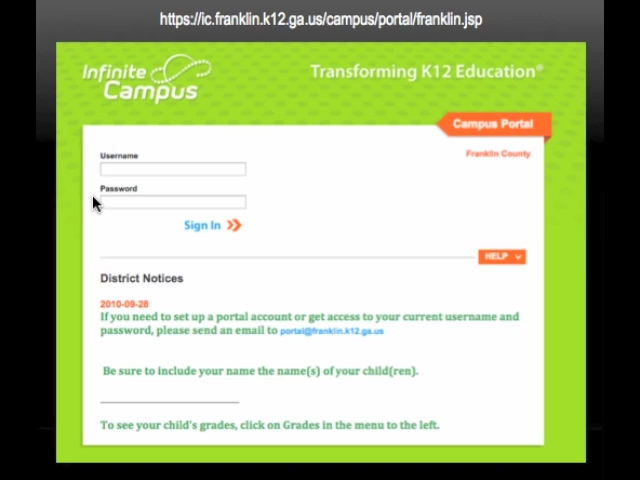 https://ic.franklin.k12.ga.us/campus/portal/franklin.jsp
Infinite Campus
Transforming K12 Education®
Campus Portal
Franklin County
Username
Password
Sign In
HELP
District Notices
2010-09-28
If you need to set up a portal account or get access to your current username and
password, please send an email to portal@franklin.k12.ga.us
Be sure to include your name the name(s) of your child(ren).
To see your child's grades, click on Grades in the menu to the left.